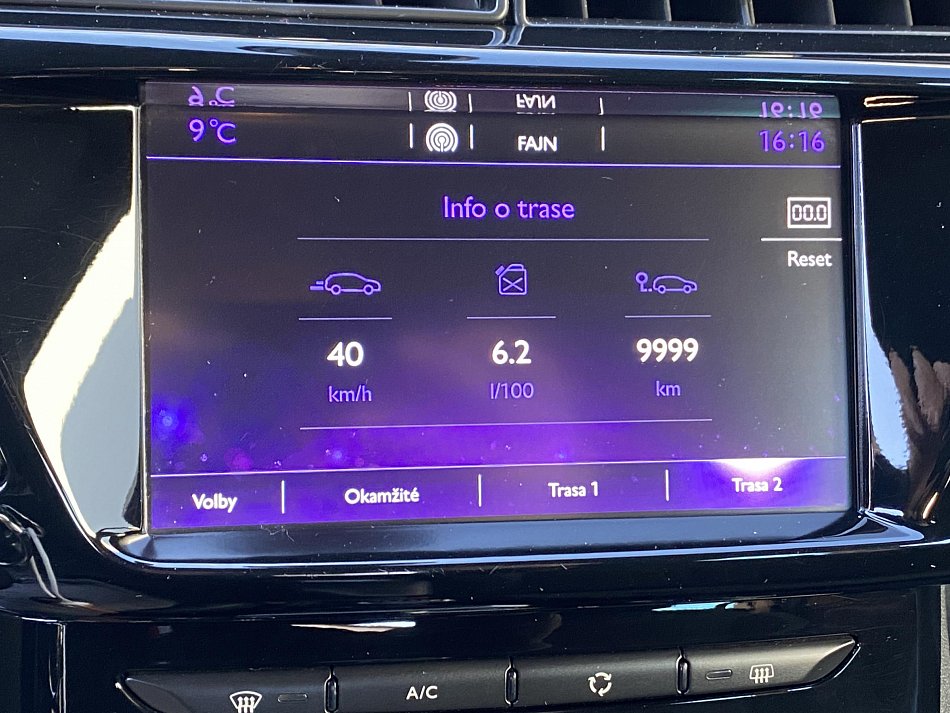 9°C FAJN 16:16
Info o trase
00.0
Reset
40 6.2 9999
km/h l/100 km
Volby Okamžité Trasa 1 Trasa 2
A/C